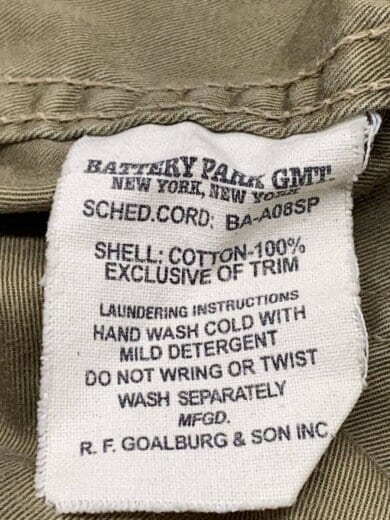 BATTERY PARK GMT.
NEW YORK, NEW YORK
SCHED.CORD: BA-A08SP
SHELL: COTTON-100%
EXCLUSIVE OF TRIM
LAUNDERING INSTRUCTIONS
HAND WASH COLD WITH
MILD DETERGENT
DO NOT WRING OR TWIST
WASH SEPARATELY
MFGD.
R. F. GOALBURG & SON INC.